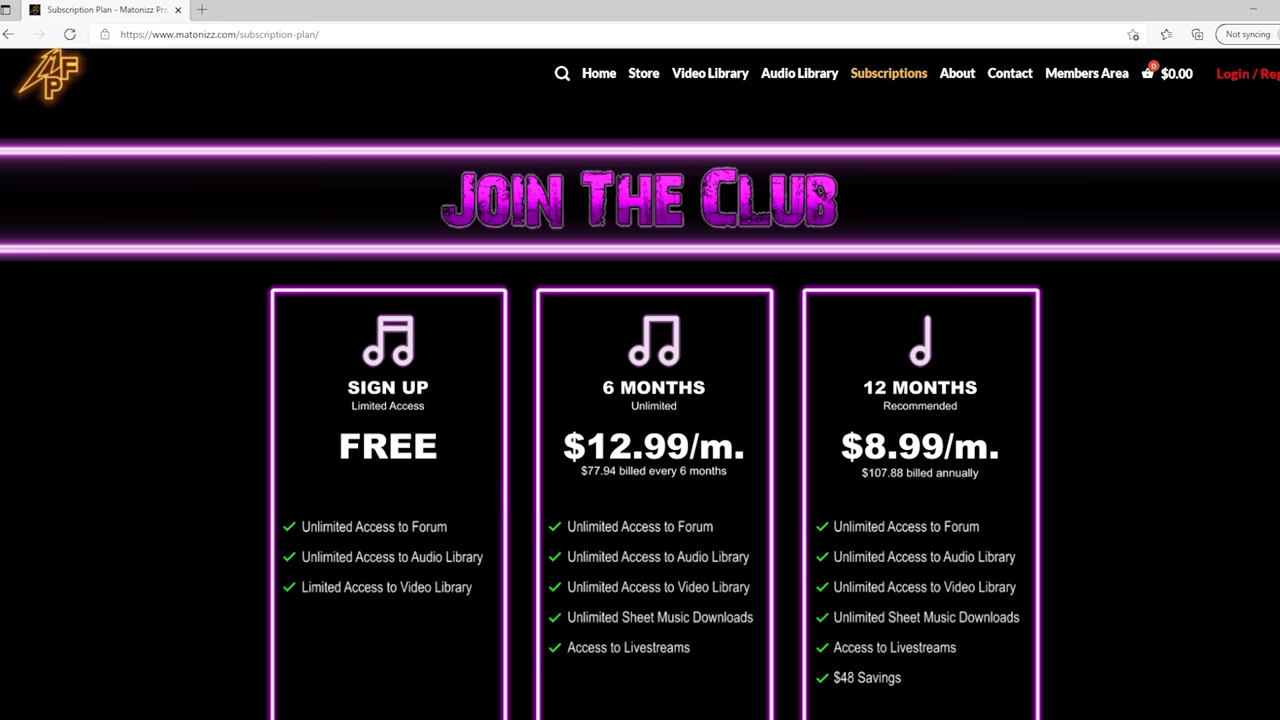 Subscription Plan - Matonizz Pro
https://www.matonizz.com/subscription-plan/
Not syncing
MFP
Home Store Video Library Audio Library Subscriptions About Contact Members Area 0 $0.00 Login / Reg
JOIN THE CLUB
SIGN UP
Limited Access
FREE
Unlimited Access to Forum
Unlimited Access to Audio Library
Limited Access to Video Library
6 MONTHS
Unlimited
$12.99/m.
$77.94 billed every 6 months
Unlimited Access to Forum
Unlimited Access to Audio Library
Unlimited Access to Video Library
Unlimited Sheet Music Downloads
Access to Livestreams
12 MONTHS
Recommended
$8.99/m.
$107.88 billed annually
Unlimited Access to Forum
Unlimited Access to Audio Library
Unlimited Access to Video Library
Unlimited Sheet Music Downloads
Access to Livestreams
$48 Savings